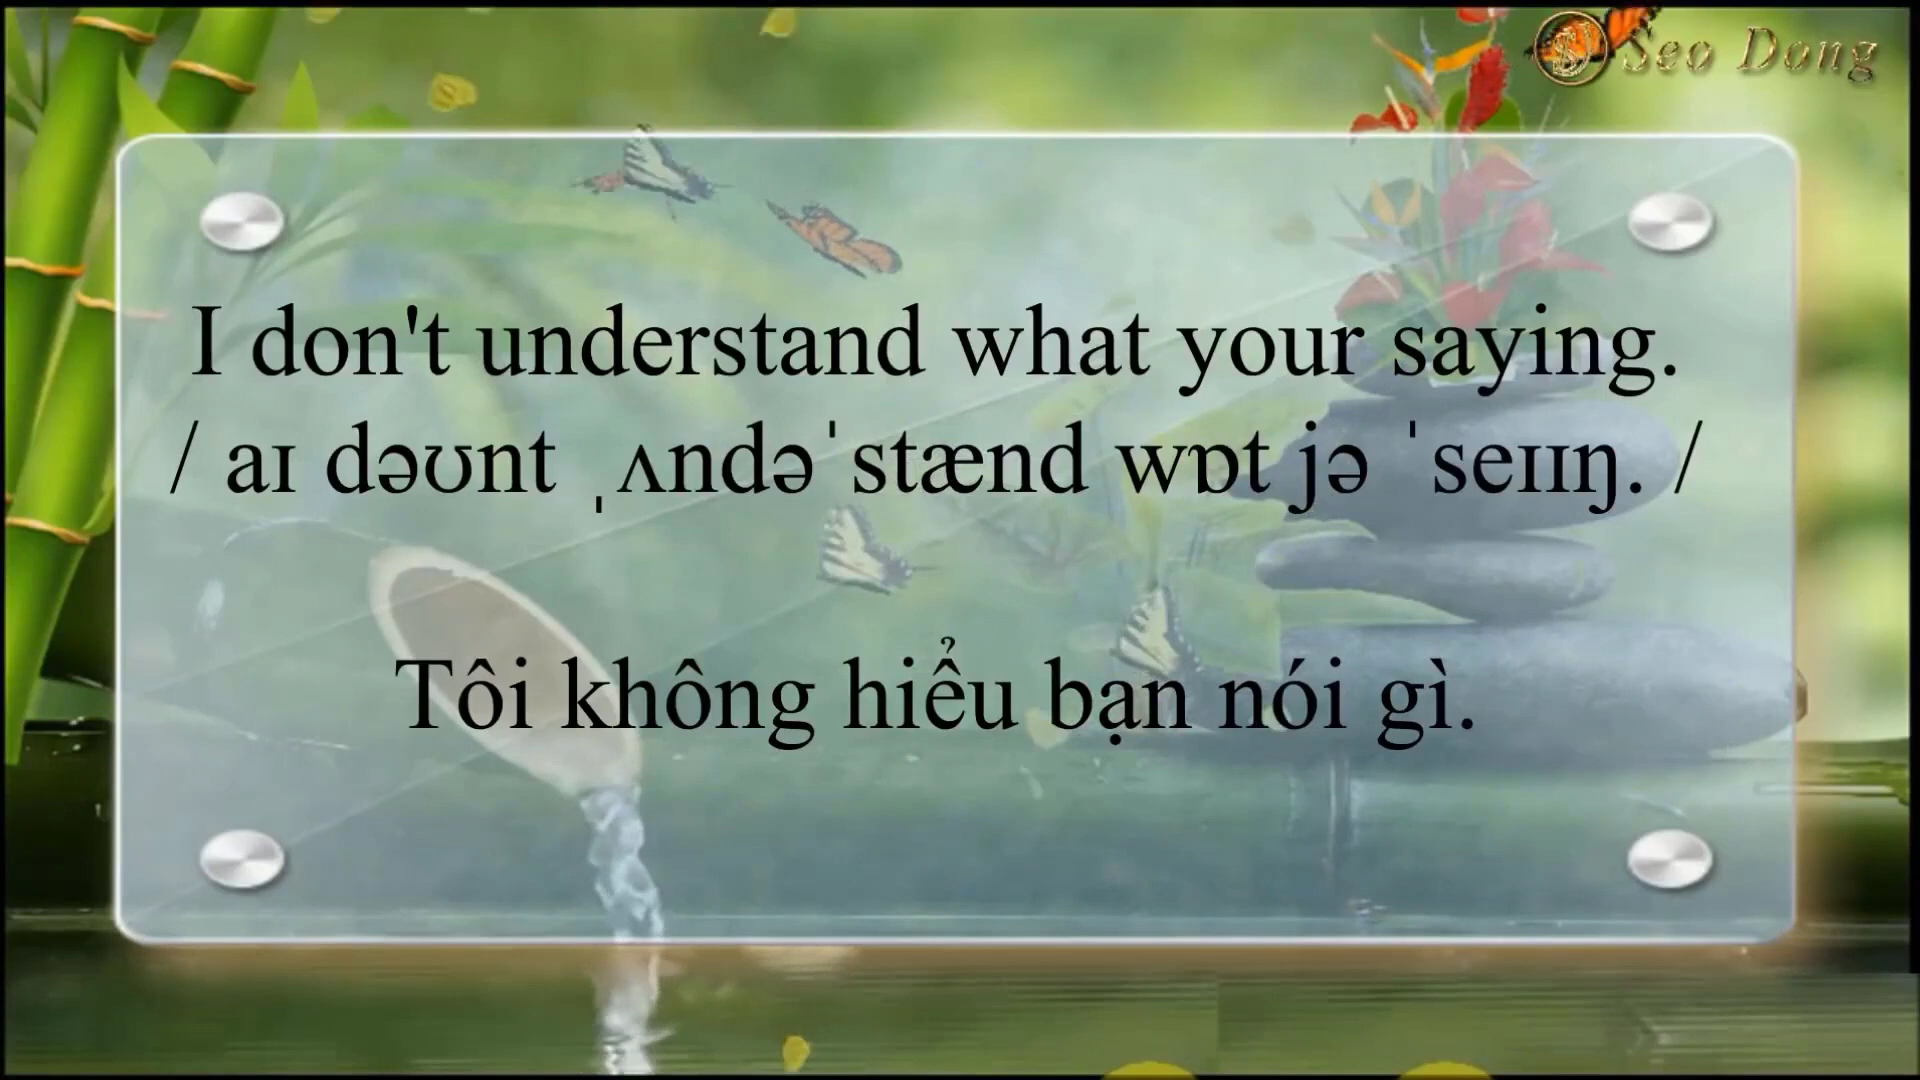 Seo Dong
I don't understand what your saying.
/ aɪ dəʊnt ˌʌndəˈstænd wɒt jə ˈseɪɪŋ. /
Tôi không hiểu bạn nói gì.